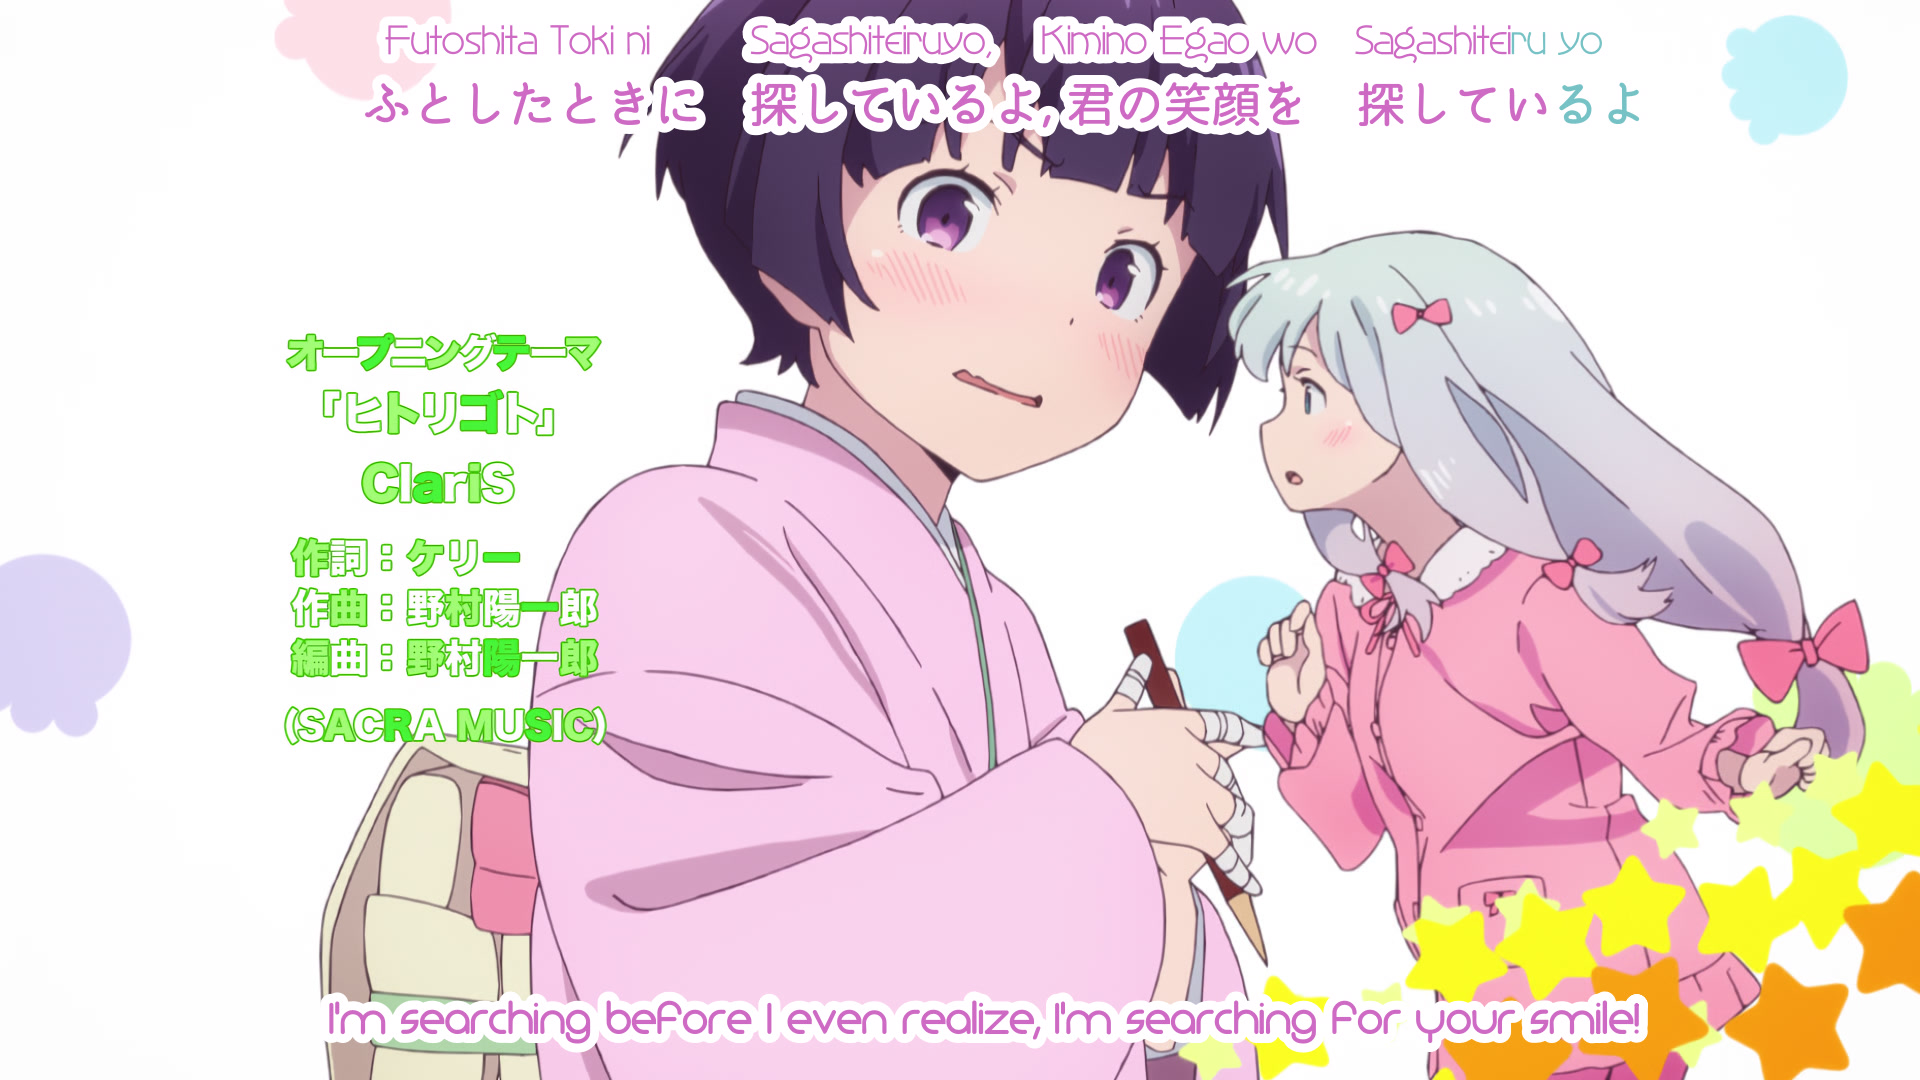 Futoshita Toki ni Sagashiteiruyo, Kimino Egao wo Sagashiteiru yo
ふとしたときに 探しているよ, 君の笑顔を 探しているよ
オープニングテーマ
「ヒトリゴト」
ClariS
作詞：ケリー
作曲：野村陽一郎
編曲：野村陽一郎
(SACRA MUSIC)
I'm searching before I even realize, I'm searching for your smile!